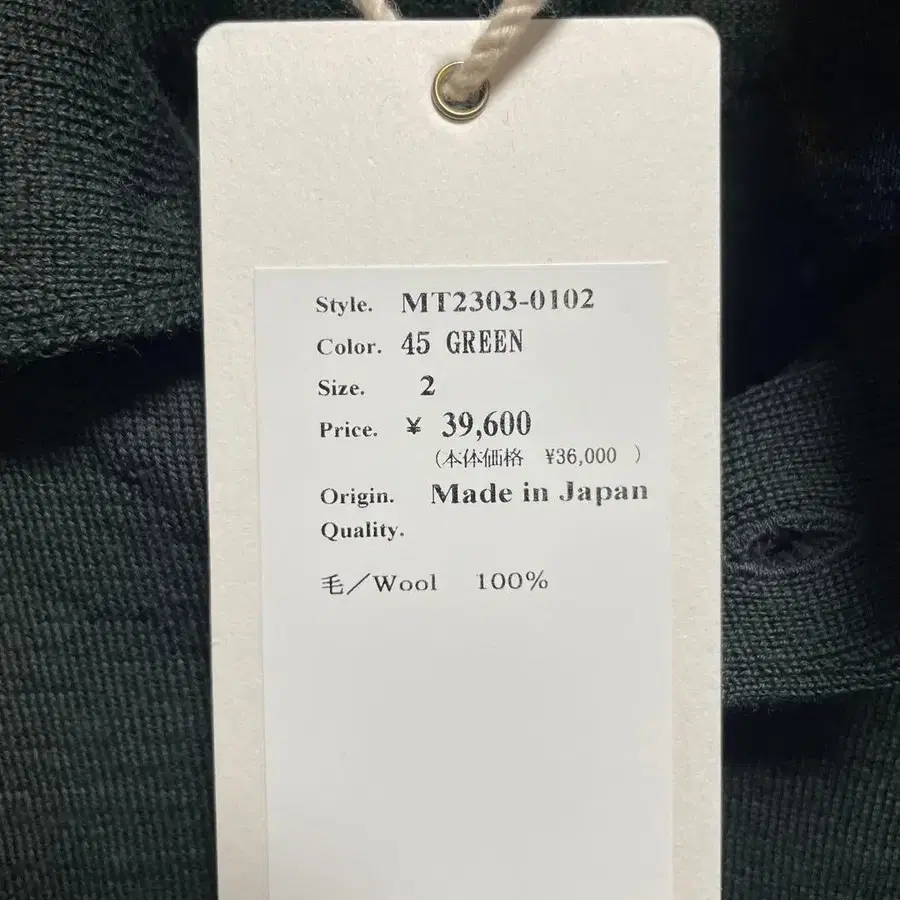 Style. MT2303-0102
Color. 45 GREEN
Size. 2
Price. ¥ 39,600
(本体価格 ¥36,000 )
Origin. Made in Japan
Quality.
毛/Wool 100%